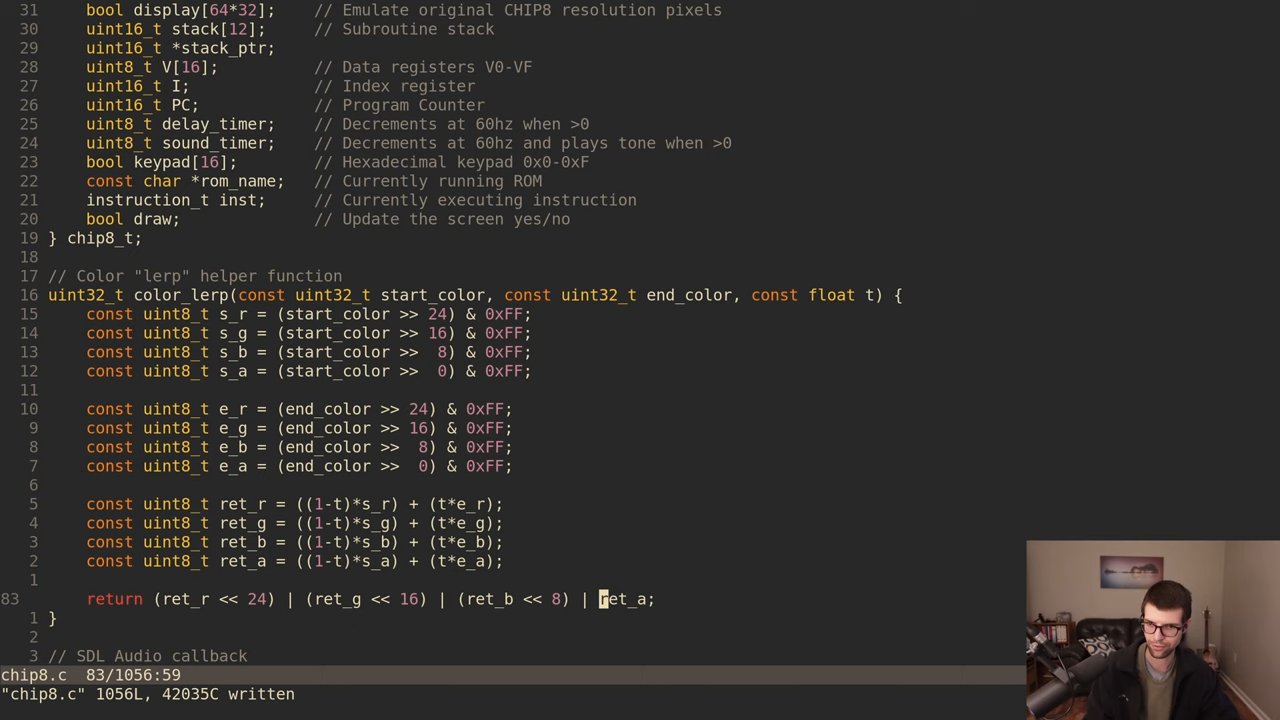 31     bool display[64*32];    // Emulate original CHIP8 resolution pixels
30     uint16_t stack[12];     // Subroutine stack
29     uint16_t *stack_ptr;
28     uint8_t V[16];          // Data registers V0-VF
27     uint16_t I;             // Index register
26     uint16_t PC;            // Program Counter
25     uint8_t delay_timer;    // Decrements at 60hz when >0
24     uint8_t sound_timer;    // Decrements at 60hz and plays tone when >0
23     bool keypad[16];        // Hexadecimal keypad 0x0-0xF
22     const char *rom_name;   // Currently running ROM
21     instruction_t inst;     // Currently executing instruction
20     bool draw;              // Update the screen yes/no
19 } chip8_t;
18
17 // Color "lerp" helper function
16 uint32_t color_lerp(const uint32_t start_color, const uint32_t end_color, const float t) {
15     const uint8_t s_r = (start_color >> 24) & 0xFF;
14     const uint8_t s_g = (start_color >> 16) & 0xFF;
13     const uint8_t s_b = (start_color >>  8) & 0xFF;
12     const uint8_t s_a = (start_color >>  0) & 0xFF;
11
10     const uint8_t e_r = (end_color >> 24) & 0xFF;
9     const uint8_t e_g = (end_color >> 16) & 0xFF;
8     const uint8_t e_b = (end_color >>  8) & 0xFF;
7     const uint8_t e_a = (end_color >>  0) & 0xFF;
6
5     const uint8_t ret_r = ((1-t)*s_r) + (t*e_r);
4     const uint8_t ret_g = ((1-t)*s_g) + (t*e_g);
3     const uint8_t ret_b = ((1-t)*s_b) + (t*e_b);
2     const uint8_t ret_a = ((1-t)*s_a) + (t*e_a);
1
83     return (ret_r << 24) | (ret_g << 16) | (ret_b << 8) | ret_a;
1 }
2
3 // SDL Audio callback
chip8.c  83/1056:59
"chip8.c" 1056L, 42035C written